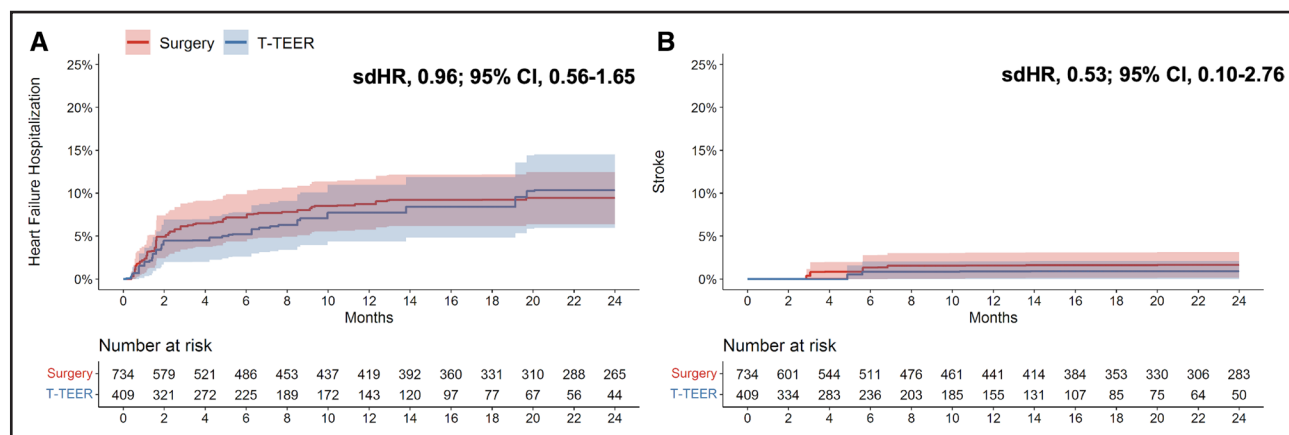 A
Surgery T-TEER
sdHR, 0.96; 95% CI, 0.56-1.65
Heart Failure Hospitalization
25%
20%
15%
10%
5%
0%
0 2 4 6 8 10 12 14 16 18 20 22 24
Months
Number at risk
Surgery 734 579 521 486 453 437 419 392 360 331 310 288 265
T-TEER 409 321 272 225 189 172 143 120 97 77 67 56 44
0 2 4 6 8 10 12 14 16 18 20 22 24
B
sdHR, 0.53; 95% CI, 0.10-2.76
Stroke
25%
20%
15%
10%
5%
0%
0 2 4 6 8 10 12 14 16 18 20 22 24
Months
Number at risk
Surgery 734 601 544 511 476 461 441 414 384 353 330 306 283
T-TEER 409 334 283 236 203 185 155 131 107 85 75 64 50
0 2 4 6 8 10 12 14 16 18 20 22 24